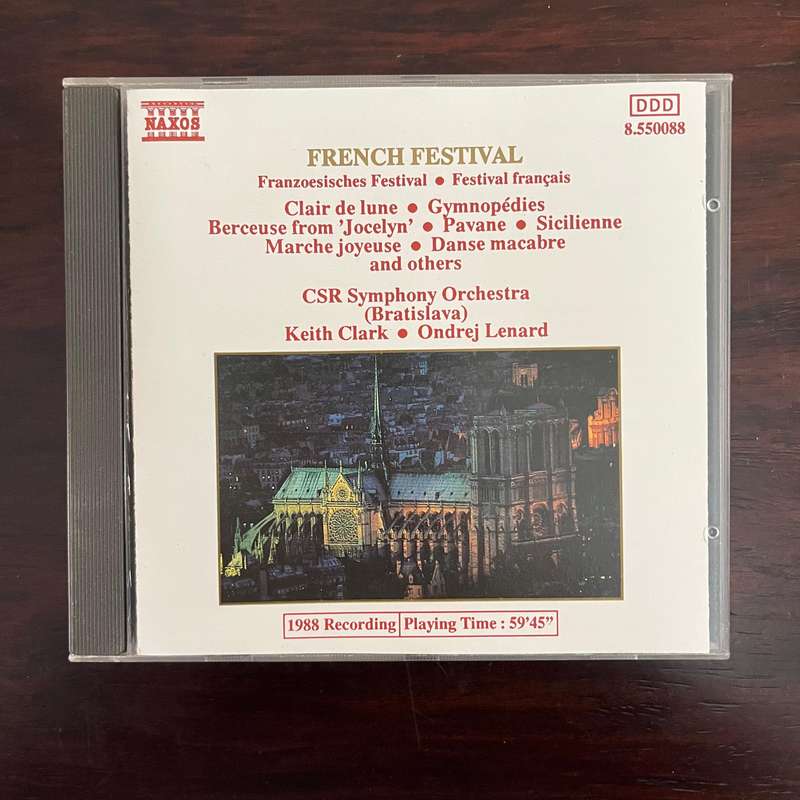 NAXOS
DDD
8.550088
FRENCH FESTIVAL
Franzoesisches Festival • Festival français
Clair de lune • Gymnopédies
Berceuse from 'Jocelyn' • Pavane • Sicilienne
Marche joyeuse • Danse macabre
and others
CSR Symphony Orchestra
(Bratislava)
Keith Clark • Ondrej Lenard
1988 Recording Playing Time : 59'45"